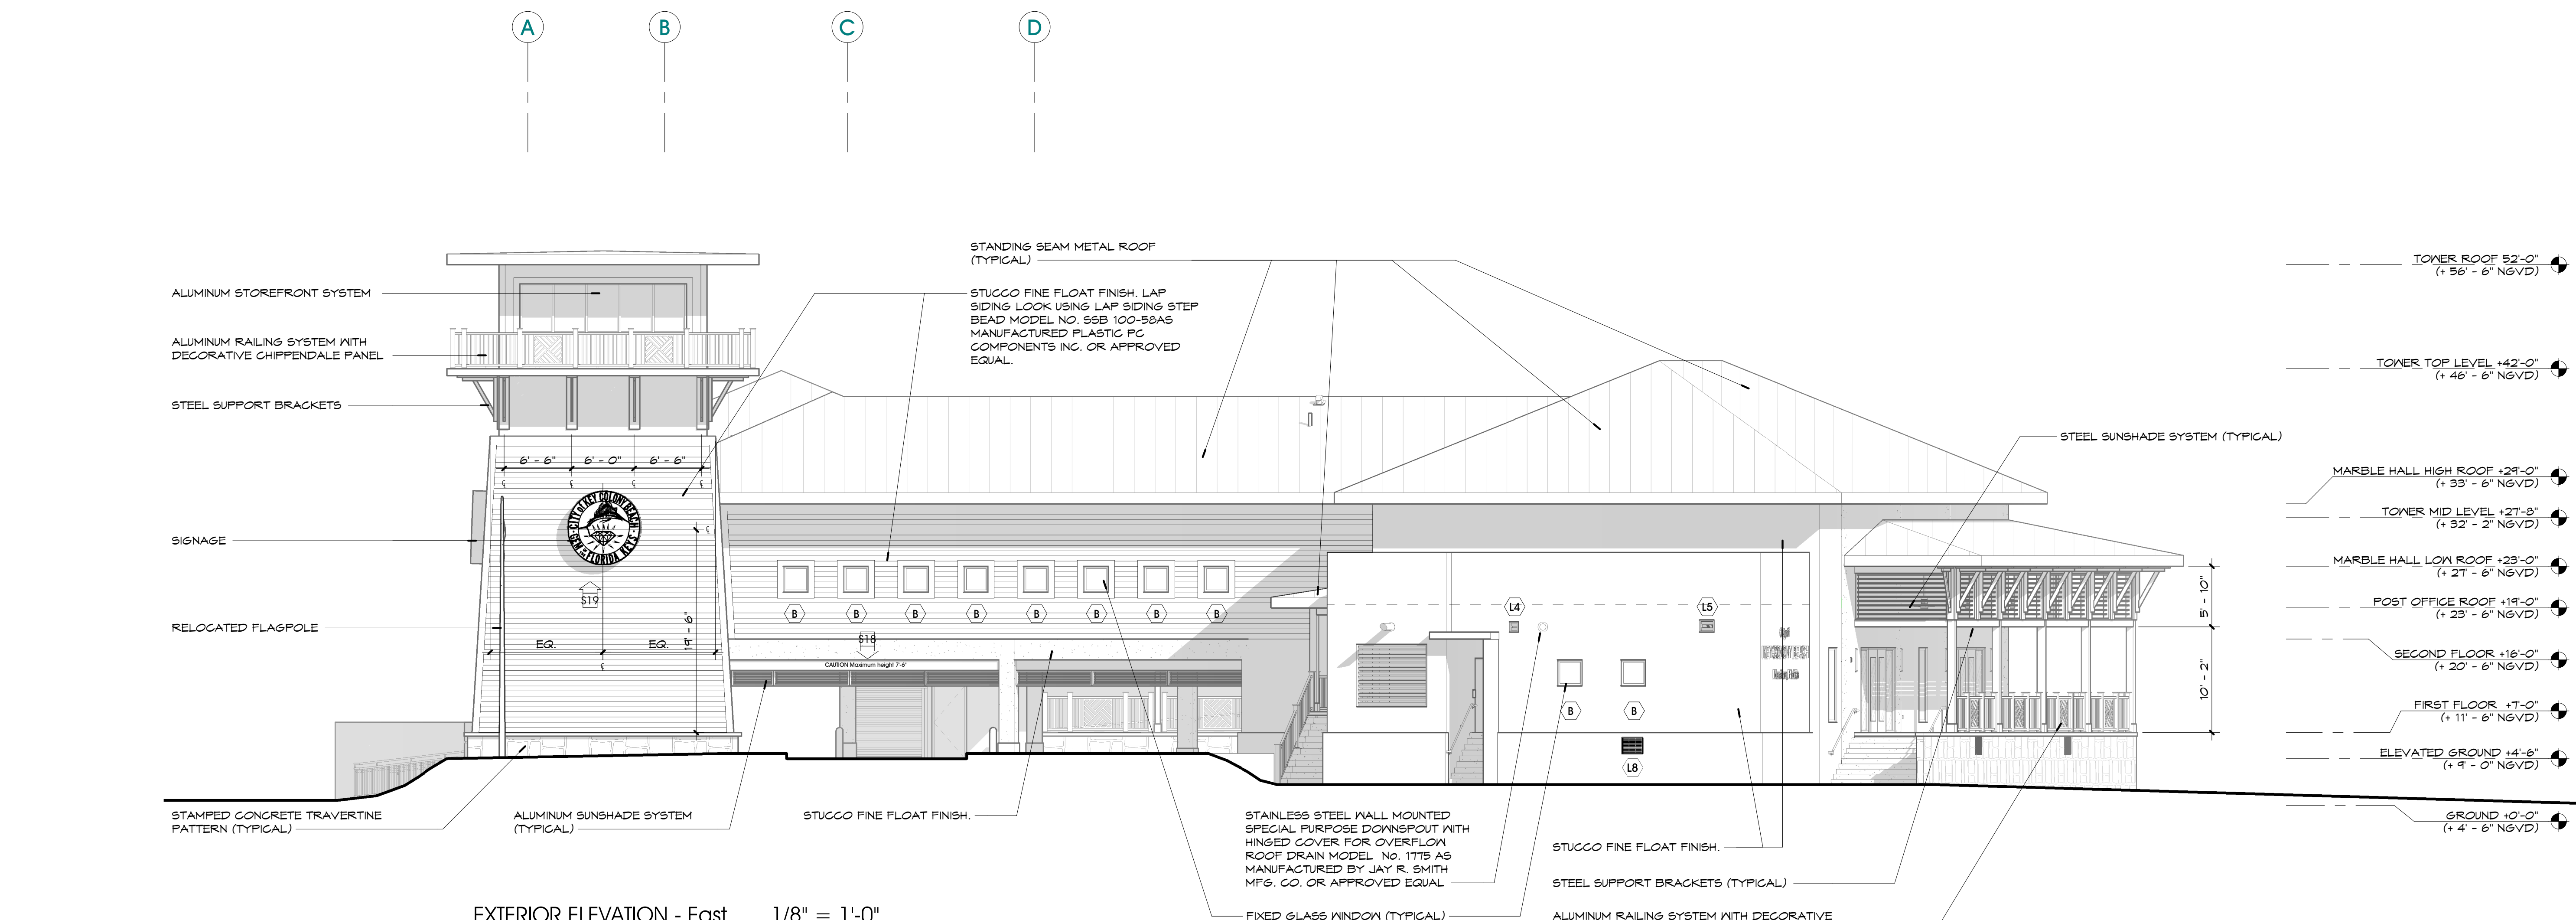 A
B
C
D
STANDING SEAM METAL ROOF
(TYPICAL)
STUCCO FINE FLOAT FINISH. LAP
SIDING LOOK USING LAP SIDING STEP
BEAD MODEL NO. SSB 100-58AS
MANUFACTURED PLASTIC PC
COMPONENTS INC. OR APPROVED
EQUAL.
ALUMINUM STOREFRONT SYSTEM
ALUMINUM RAILING SYSTEM WITH
DECORATIVE CHIPPENDALE PANEL
STEEL SUPPORT BRACKETS
SIGNAGE
RELOCATED FLAGPOLE
6' - 6"
6' - 0"
6' - 6"
CITY of KEY COLONY BEACH
GEM OF THE FLORIDA KEYS
S19
EQ.
EQ.
19' - 6"
B
B
B
B
B
B
B
B
S18
CAUTION Maximum height 7'-6"
L4
L5
B
B
L8
STEEL SUNSHADE SYSTEM (TYPICAL)
5' - 10"
10' - 2"
TOWER ROOF 52'-0"
(+ 56' - 6" NGVD)
TOWER TOP LEVEL +42'-0"
(+ 46' - 6" NGVD)
MARBLE HALL HIGH ROOF +29'-0"
(+ 33' - 6" NGVD)
TOWER MID LEVEL +27'-8"
(+ 32' - 2" NGVD)
MARBLE HALL LOW ROOF +23'-0"
(+ 27' - 6" NGVD)
POST OFFICE ROOF +19'-0"
(+ 23' - 6" NGVD)
SECOND FLOOR +16'-0"
(+ 20' - 6" NGVD)
FIRST FLOOR +7'-0"
(+ 11' - 6" NGVD)
ELEVATED GROUND +4'-6"
(+ 9' - 0" NGVD)
GROUND +0'-0"
(+ 4' - 6" NGVD)
STAMPED CONCRETE TRAVERTINE
PATTERN (TYPICAL)
ALUMINUM SUNSHADE SYSTEM
(TYPICAL)
STUCCO FINE FLOAT FINISH.
STAINLESS STEEL WALL MOUNTED
SPECIAL PURPOSE DOWNSPOUT WITH
HINGED COVER FOR OVERFLOW
ROOF DRAIN MODEL No. 1775 AS
MANUFACTURED BY JAY R. SMITH
MFG. CO. OR APPROVED EQUAL
STUCCO FINE FLOAT FINISH.
STEEL SUPPORT BRACKETS (TYPICAL)
FIXED GLASS WINDOW (TYPICAL)
ALUMINUM RAILING SYSTEM WITH DECORATIVE
EXTERIOR ELEVATION - East 1/8" = 1'-0"